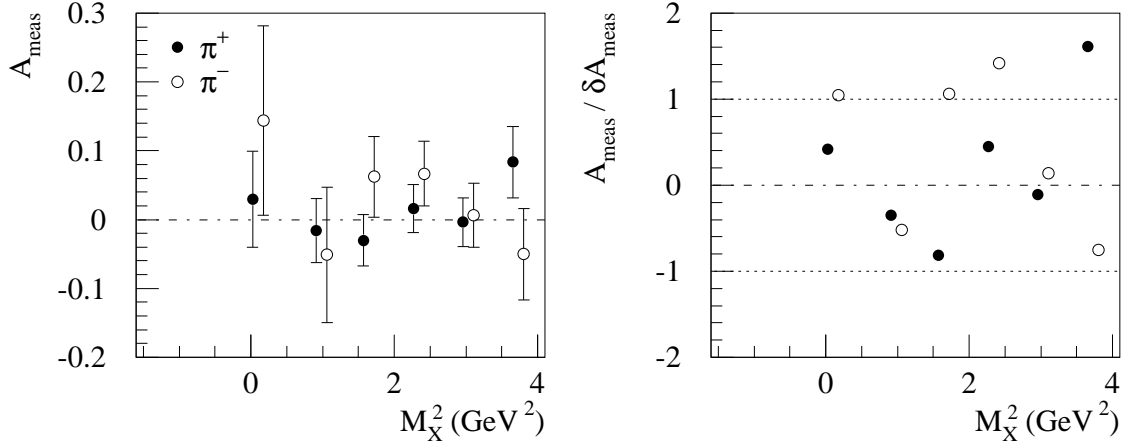 A_meas
0.3
0.2
0.1
0
-0.1
-0.2
π⁺
π⁻
0
2
4
M_X² (GeV²)
A_meas / δA_meas
2
1
0
-1
-2
0
2
4
M_X² (GeV²)